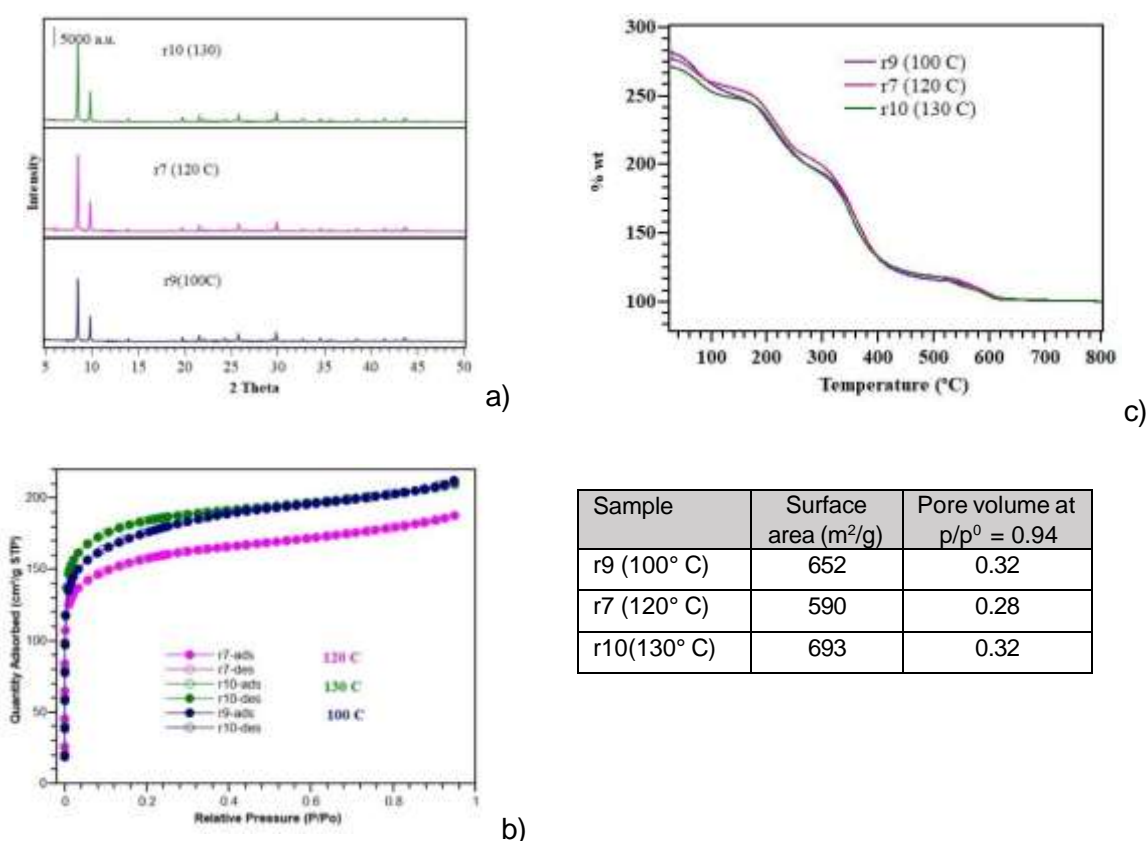 5000 a.u.
r10 (130)
r7 (120 C)
r9(100C)
Intensity
5 10 15 20 25 30 35 40 45 50
2 Theta
a)
300
250
200
150
100
% wt
r9 (100 C)
r7 (120 C)
r10 (130 C)
100 200 300 400 500 600 700 800
Temperature (ºC)
c)
200
150
100
50
0
Quantity Adsorbed (cm³/g STP)
r7-ads 120 C
r7-des
r10-ads 130 C
r10-des
r9-ads 100 C
r10-des
0 0.2 0.4 0.6 0.8 1
Relative Pressure (P/Po)
b)
Sample Surface area (m²/g) Pore volume at p/p⁰ = 0.94
r9 (100° C) 652 0.32
r7 (120° C) 590 0.28
r10(130° C) 693 0.32